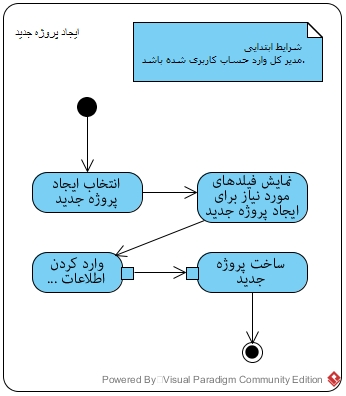 ایجاد پروژه جدید
شرایط ابتدایی
مدیر کل وارد حساب کاربری شده باشد.
انتخاب ایجاد
پروژه جدید
نمایش فیلدهای
مورد نیاز برای
ایجاد پروژه جدید
وارد کردن
اطلاعات ...
ساخت پروژه
جدید
Powered By Visual Paradigm Community Edition